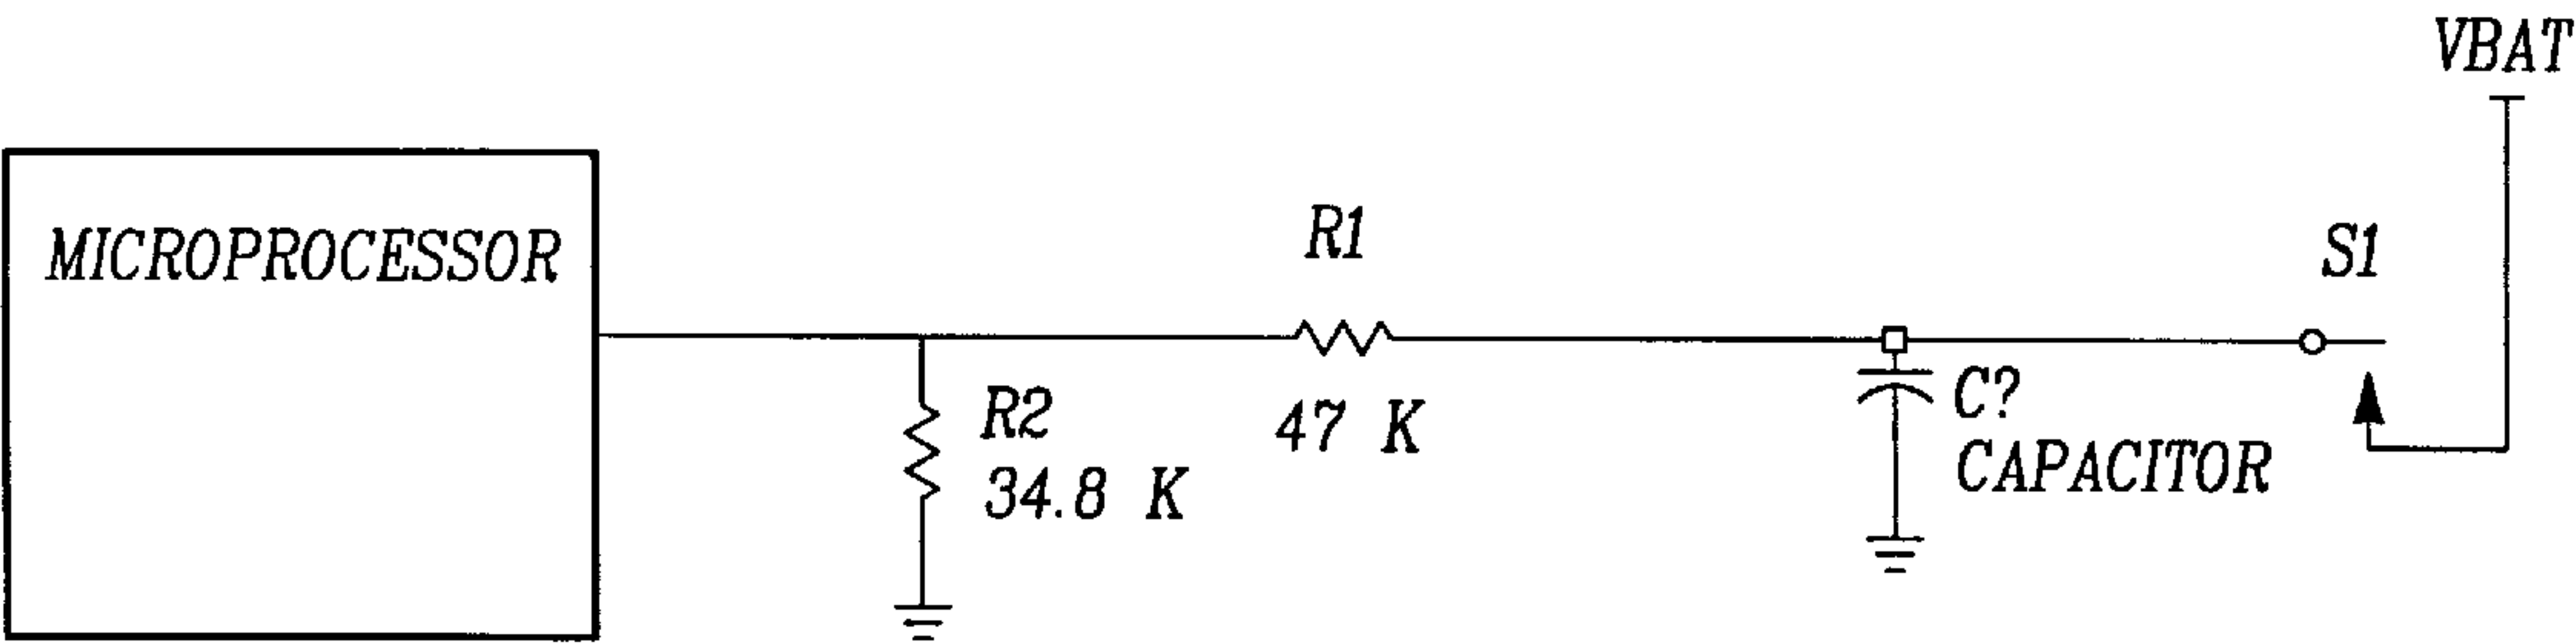 VBAT
MICROPROCESSOR
R1
47 K
S1
R2
34.8 K
C?
CAPACITOR